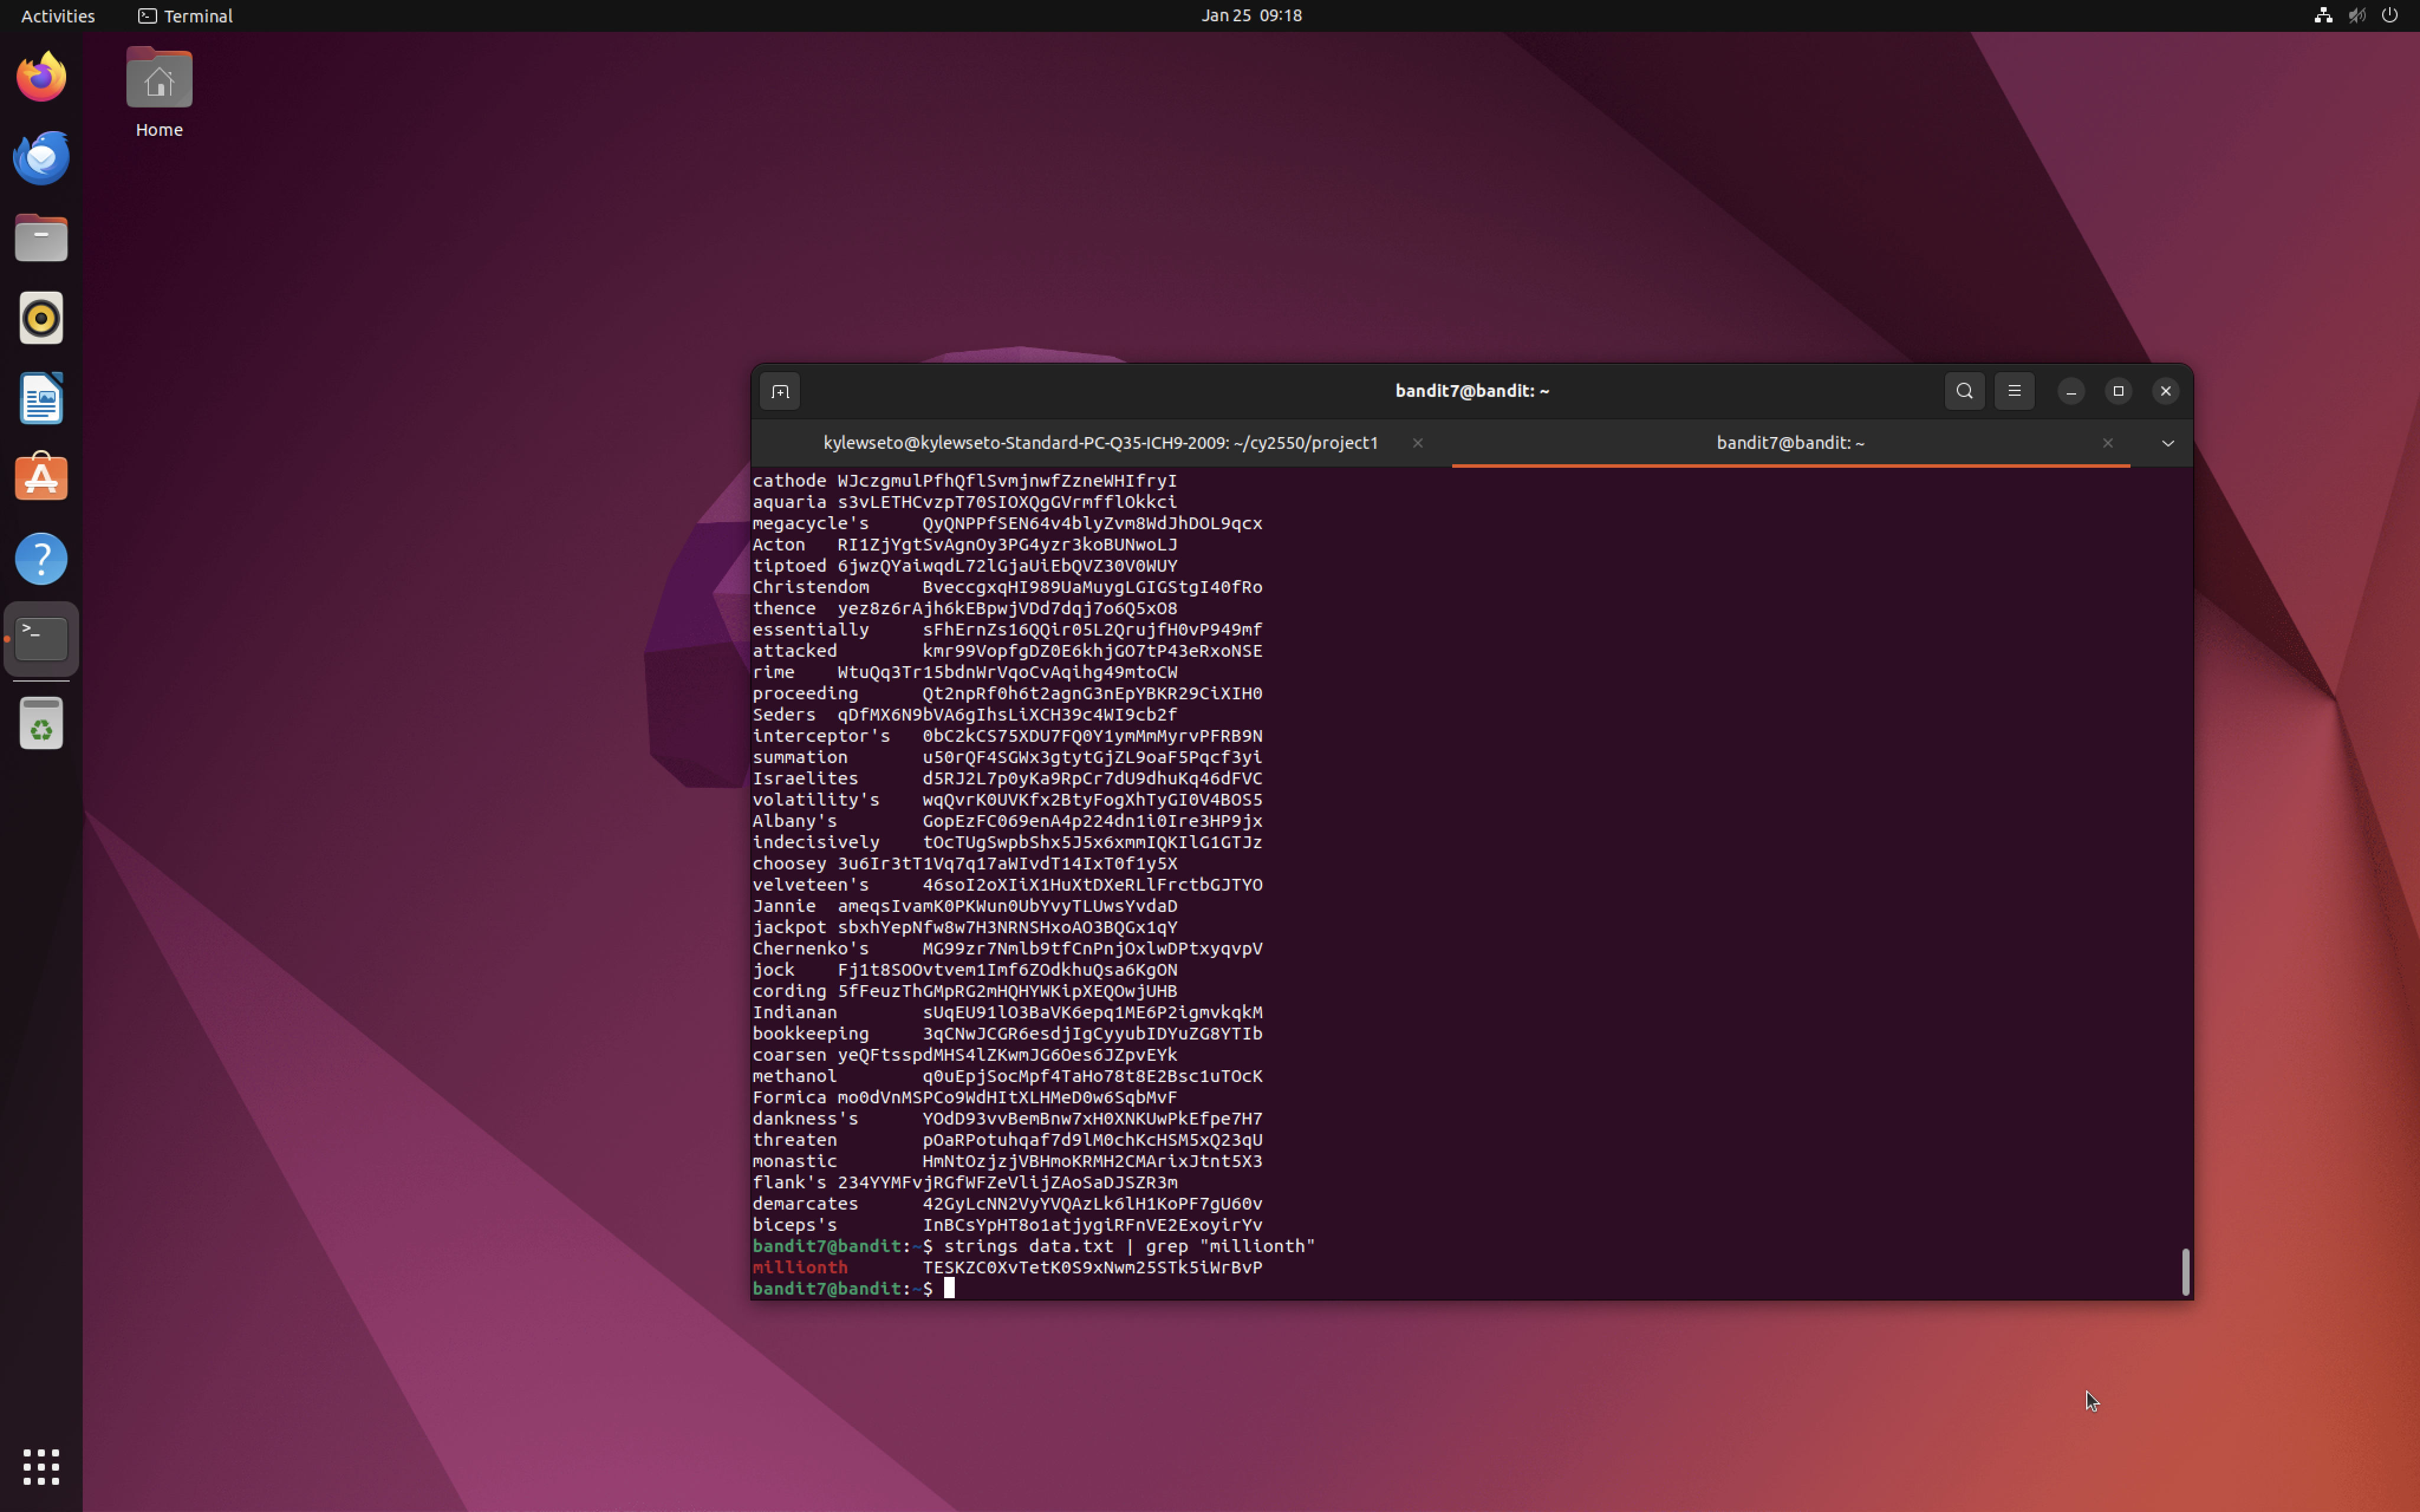 Activities
Terminal
Jan 25 09:18
Home
bandit7@bandit: ~
kylewseto@kylewseto-Standard-PC-Q35-ICH9-2009: ~/cy2550/project1
bandit7@bandit: ~
cathode WJczgmulPfhQflSvmjnwfZzneWHIfryI
aquaria s3vLETHCvzpT70SIOXQgGVrmfflOkkci
megacycle's QyQNPPfSEN64v4blyZvm8WdJhDOL9qcx
Acton RI1ZjYgtSvAgnOy3PG4yzr3koBUNwoLJ
tiptoed 6jwzQYaiwqdL72lGjaUiEbQVZ30V0WUY
Christendom BveccgxqHI989UaMuygLGIGStgI40fRo
thence yez8z6rAjh6kEBpwjVDd7dqj7o6Q5xO8
essentially sFhErnZs16QQir05L2QrujfH0vP949mf
attacked kmr99VopfgDZ0E6khjGO7tP43eRxoNSE
rime WtuQq3Tr15bdnWrVqoCvAqihg49mtoCW
proceeding Qt2npRf0h6t2agnG3nEpYBKR29CiXIH0
Seders qDfMX6N9bVA6gIhsLiXCH39c4WI9cb2f
interceptor's 0bC2kCS75XDU7FQ0Y1ymMmMyrvPFRB9N
summation u50rQF4SGWx3gtytGjZL9oaF5Pqcf3yi
Israelites d5RJ2L7p0yKa9RpCr7dU9dhuKq46dFVC
volatility's wqQvrK0UVKfx2BtyFogXhTyGI0V4BOS5
Albany's GopEzFC069enA4p224dn1i0Ire3HP9jx
indecisively tOcTUgSwpbShx5J5x6xmmIQKIlG1GTJz
choosey 3u6Ir3tT1Vq7q17aWIvdT14IxT0f1y5X
velveteen's 46soI2oXIiX1HuXtDXeRLlFrctbGJTYO
Jannie ameqsIvamK0PKWun0UbYvyTLUwsYvdaD
jackpot sbxhYepNfw8w7H3NRNSHxoAO3BQGx1qY
Chernenko's MG99zr7Nmlb9tfCnPnjOxlwDPtxyqvpV
jock Fj1t8SOOvtvem1Imf6ZOdkhuQsa6KgON
cording 5fFeuzThGMpRG2mHQHYWKipXEQOwjUHB
Indianan sUqEU91lO3BaVK6epq1ME6P2igmvkqkM
bookkeeping 3qCNwJCGR6esdjIgCyyubIDYuZG8YTIb
coarsen yeQFtsspdMHS4lZKwmJG6Oes6JZpvEYk
methanol q0uEpjSocMpf4TaHo78t8E2Bsc1uTOcK
Formica mo0dVnMSPCo9WdHItXLHMeD0w6SqbMvF
dankness's YOdD93vvBemBnw7xH0XNKUwPkEfpe7H7
threaten pOaRPotuhqaf7d9lM0chKcHSM5xQ23qU
monastic HmNtOzjzjVBHmoKRMH2CMArixJtnt5X3
flank's 234YYMFvjRGfWFZeVlijZAoSaDJSZR3m
demarcates 42GyLcNN2VyYVQAzLk6lH1KoPF7gU60v
biceps's InBCsYpHT8o1atjygiRFnVE2ExoyirYv
bandit7@bandit:~$ strings data.txt | grep "millionth"
millionth TESKZC0XvTetK0S9xNwm25STk5iWrBvP
bandit7@bandit:~$